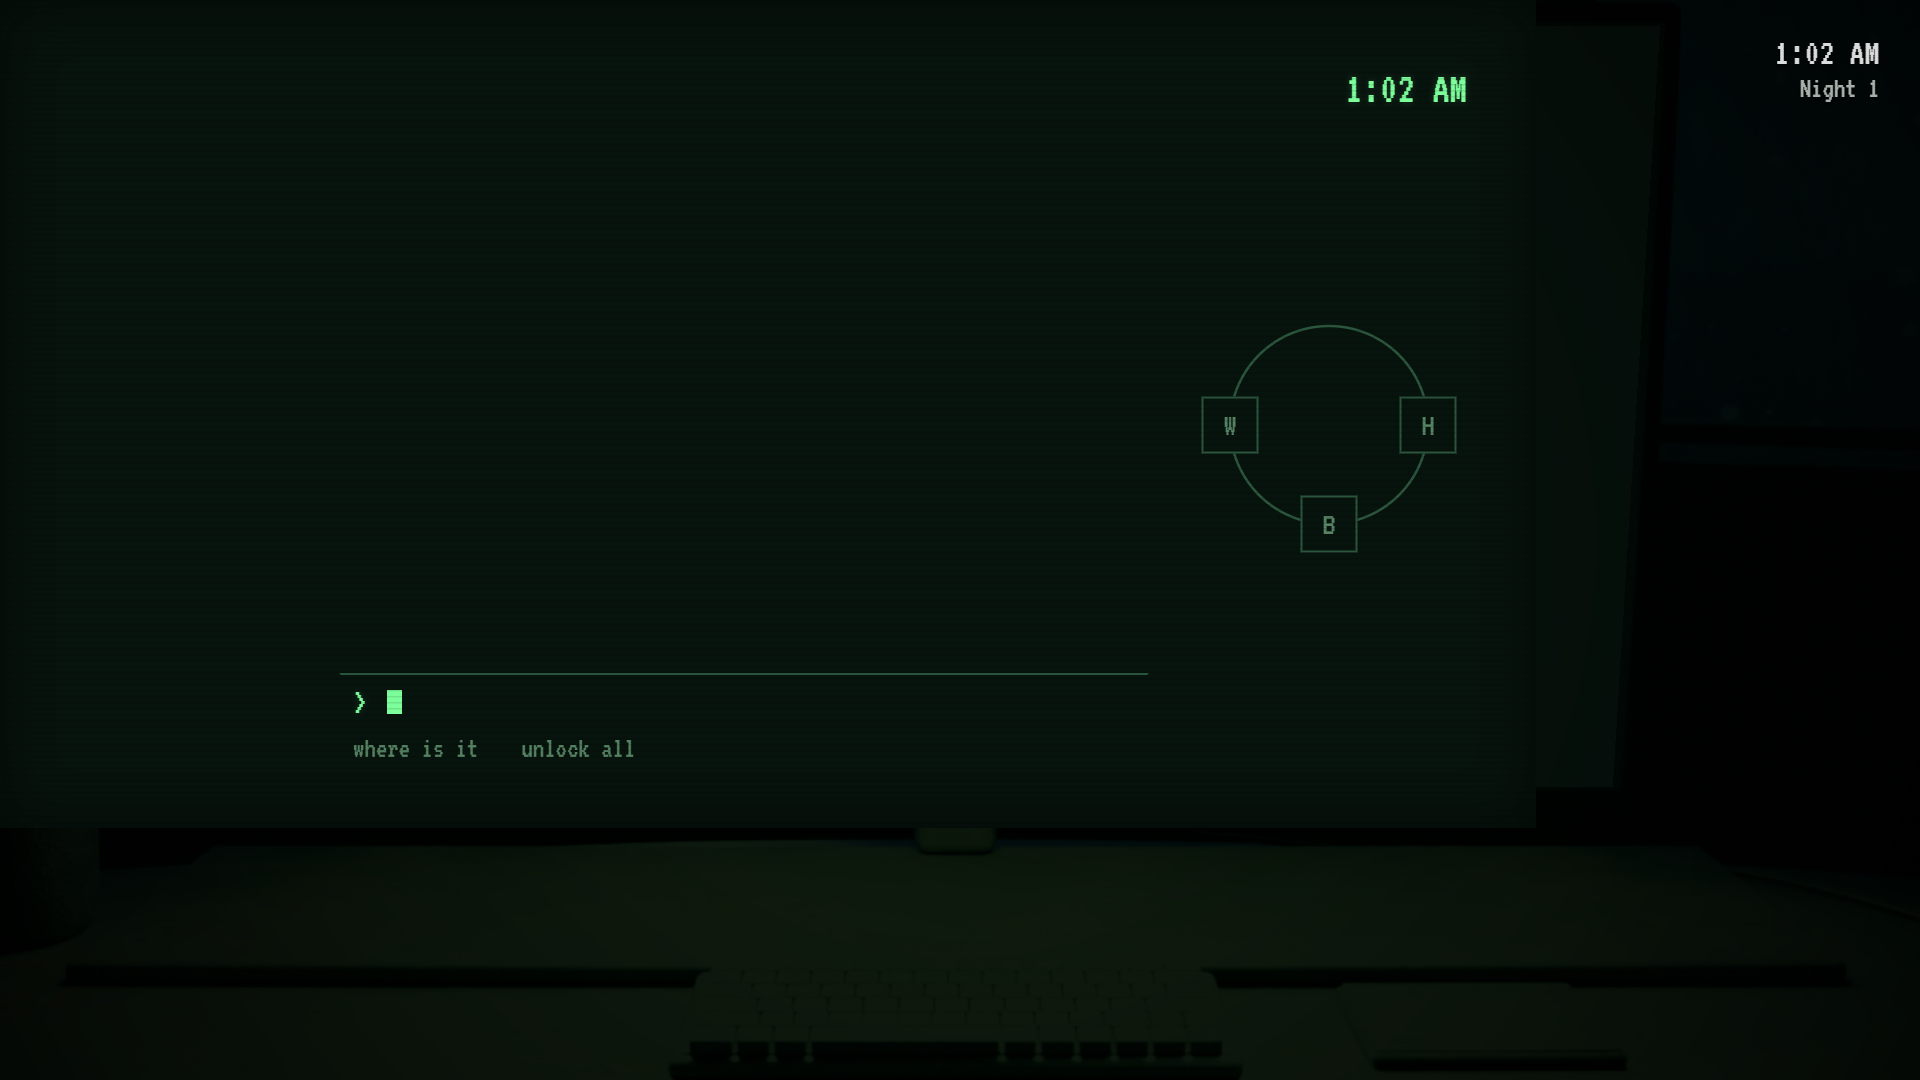 1:02 AM
Night 1
1:02 AM
W H
B
❯
where is it unlock all